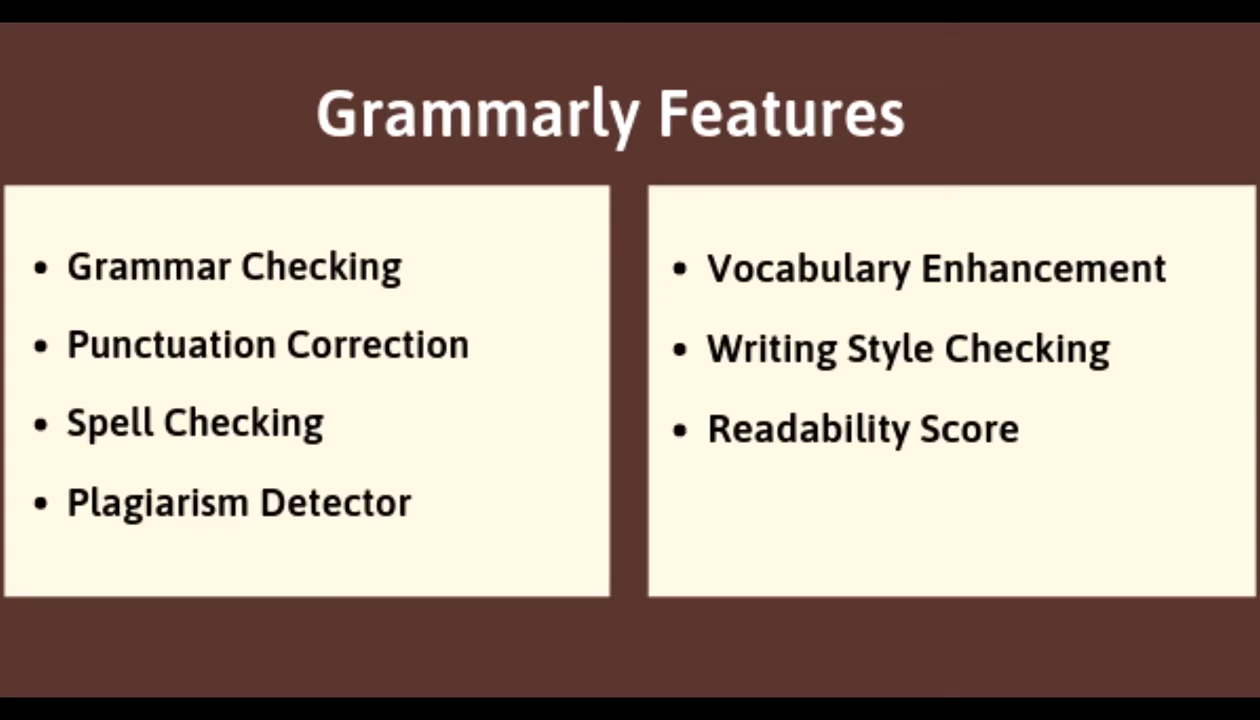 Grammarly Features
• Grammar Checking
• Punctuation Correction
• Spell Checking
• Plagiarism Detector
• Vocabulary Enhancement
• Writing Style Checking
• Readability Score